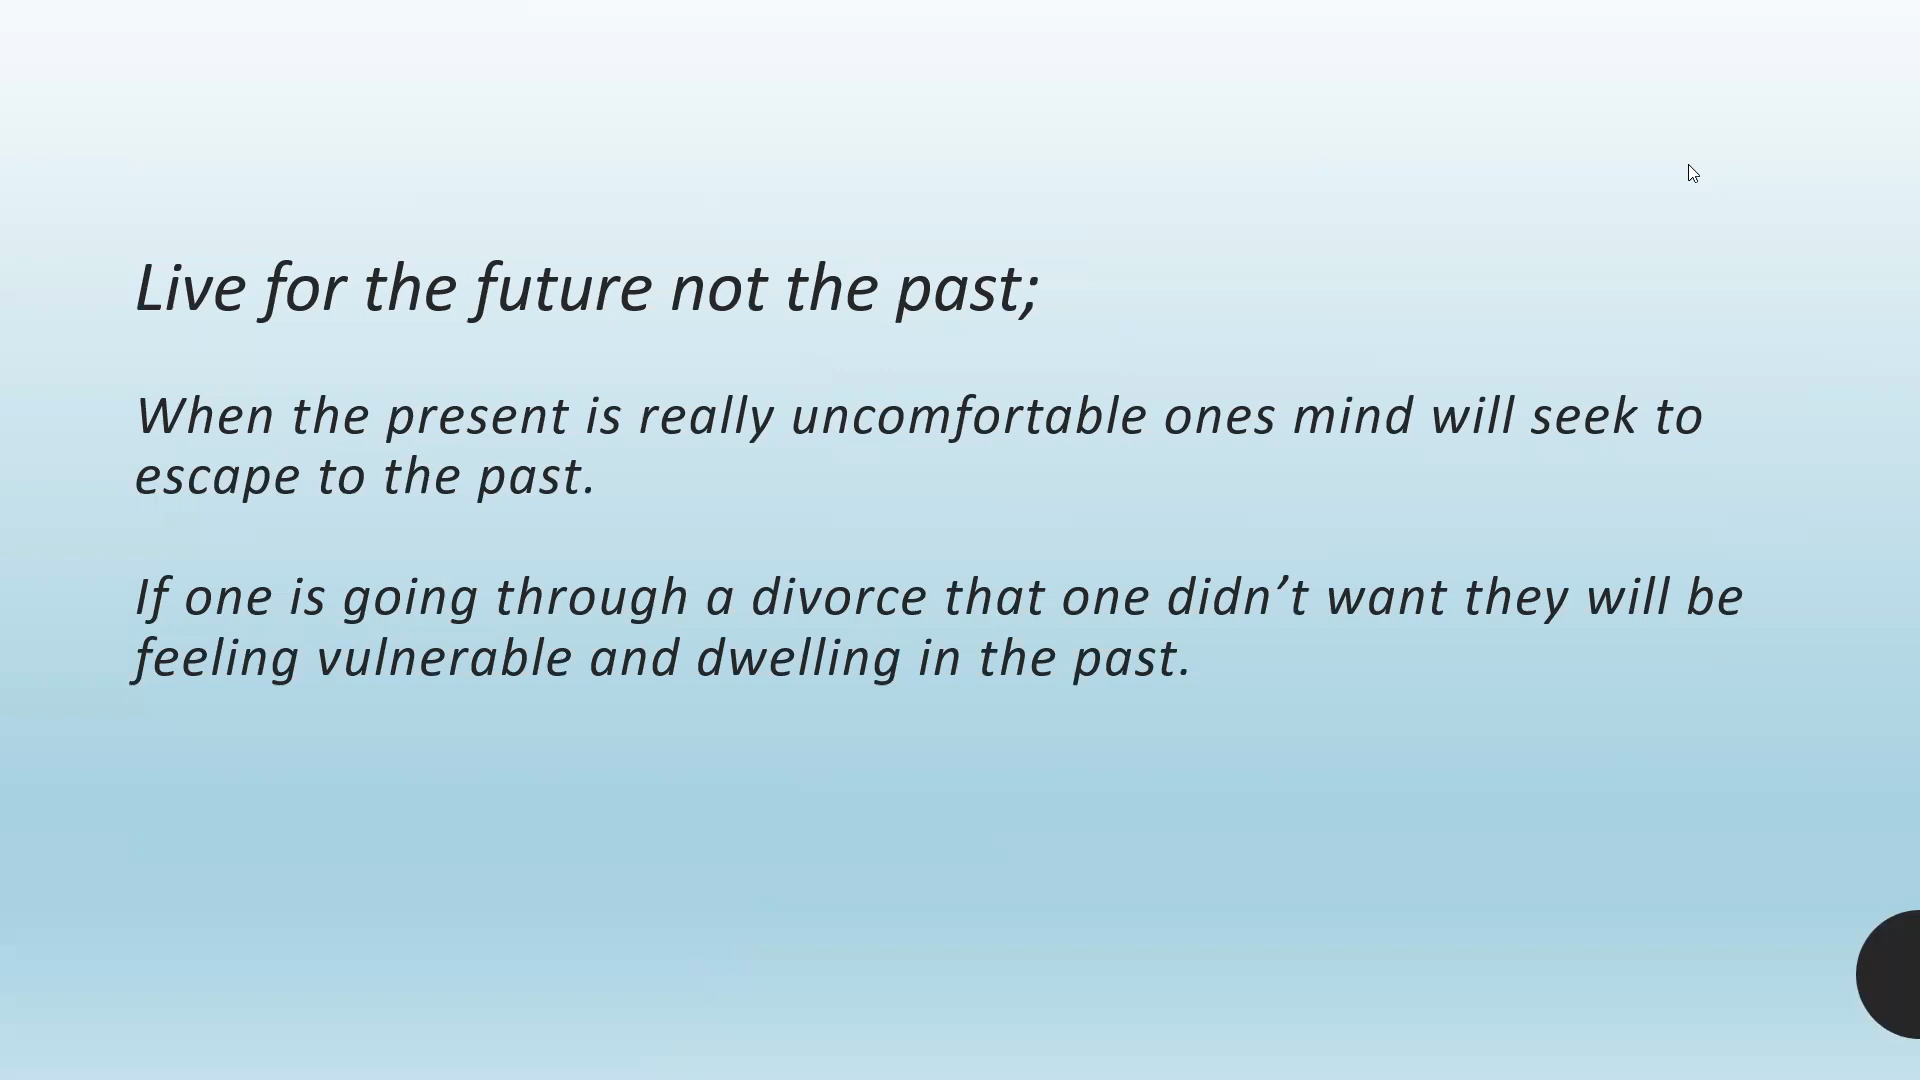 Live for the future not the past;
When the present is really uncomfortable ones mind will seek to
escape to the past.
If one is going through a divorce that one didn’t want they will be
feeling vulnerable and dwelling in the past.